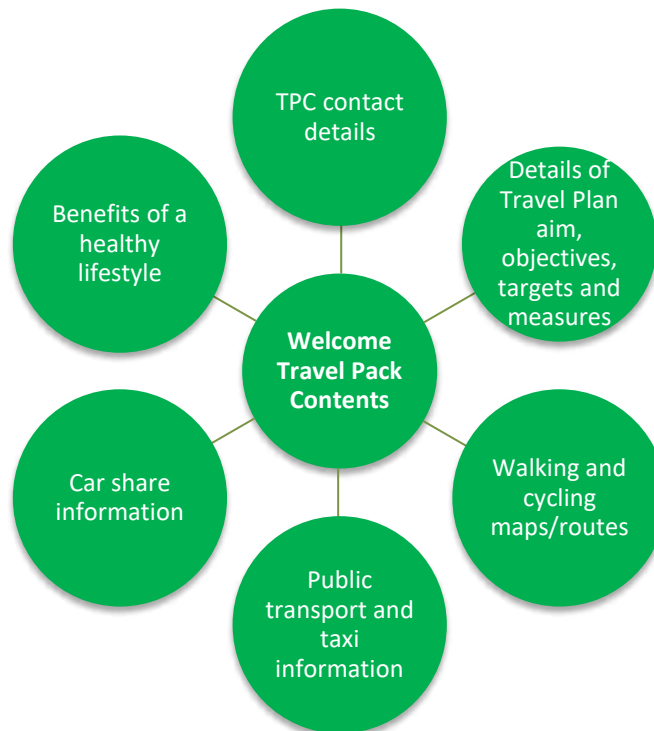 TPC contact
details
Details of
Travel Plan
aim,
objectives,
targets and
measures
Walking and
cycling
maps/routes
Public
transport and
taxi
information
Car share
information
Benefits of a
healthy
lifestyle
Welcome
Travel Pack
Contents